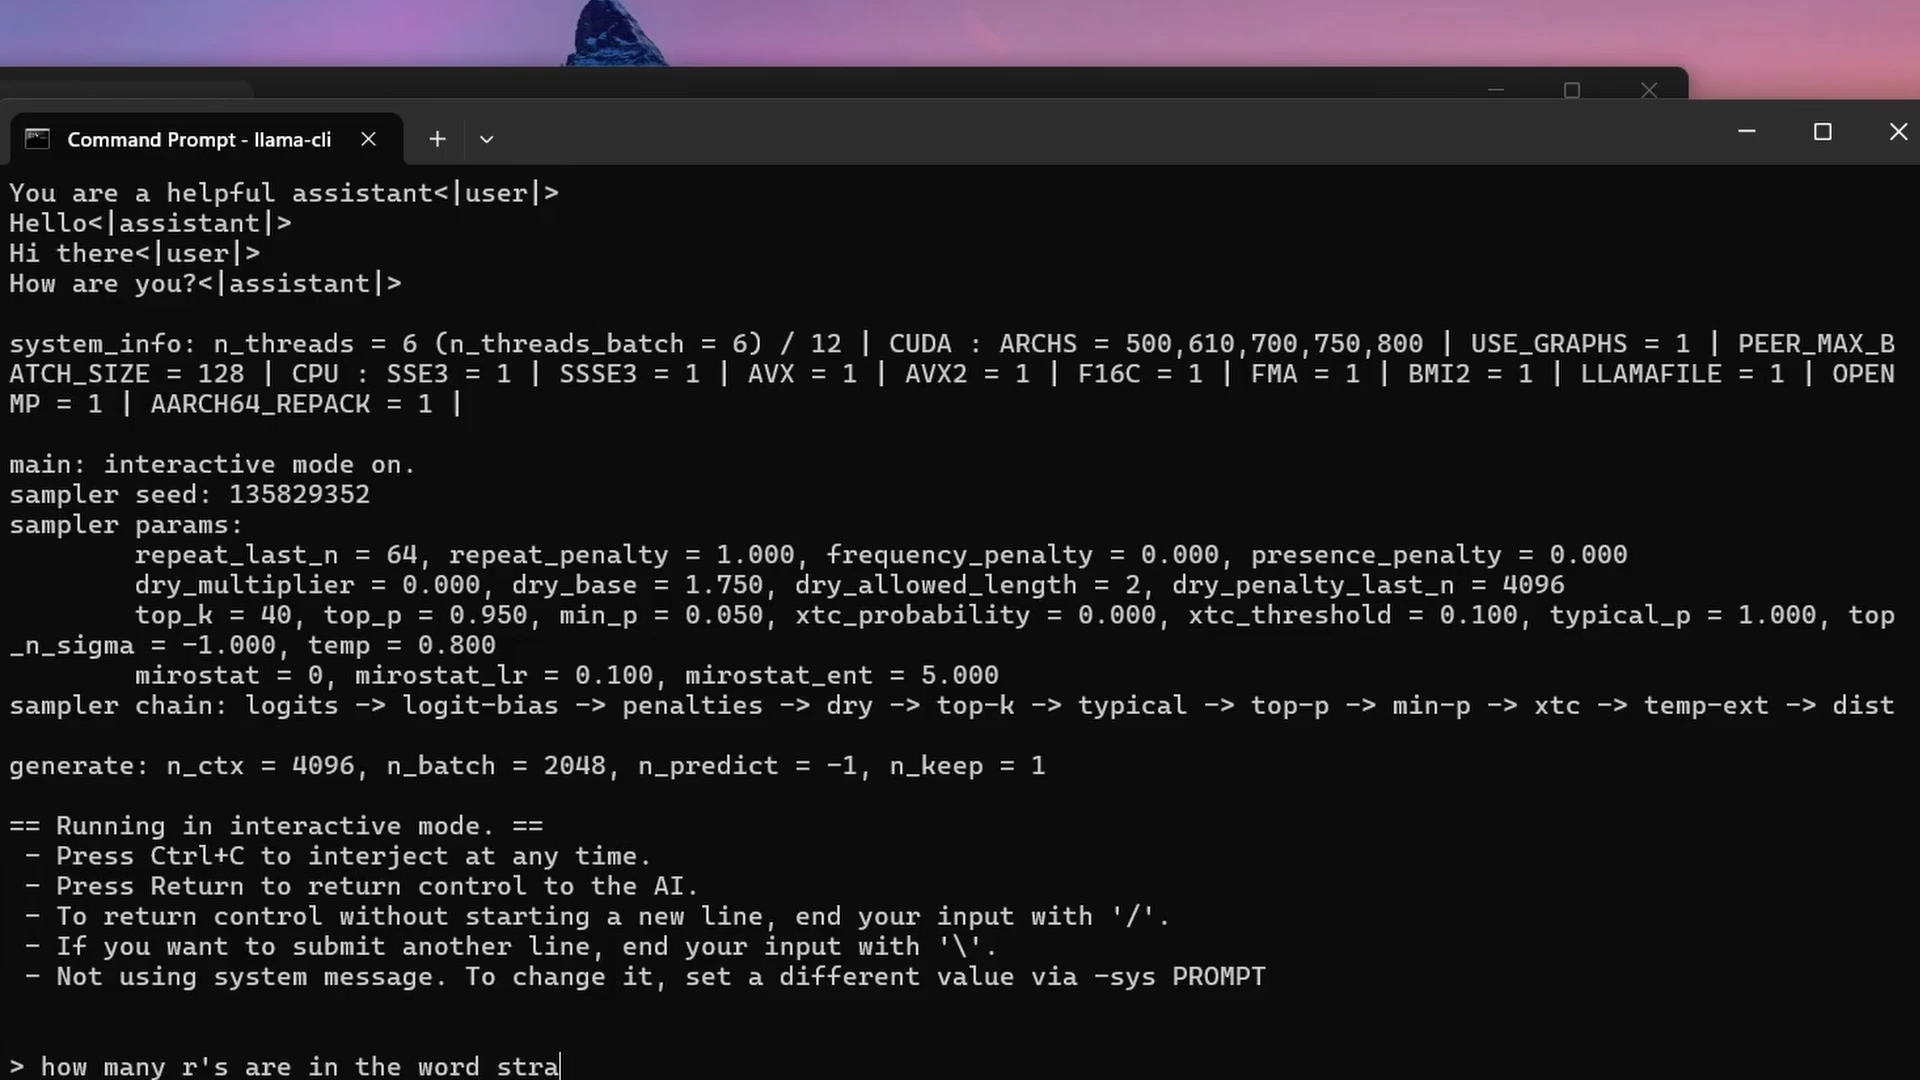 Command Prompt - llama-cli
You are a helpful assistant<|user|>
Hello<|assistant|>
Hi there<|user|>
How are you?<|assistant|>
system_info: n_threads = 6 (n_threads_batch = 6) / 12 | CUDA : ARCHS = 500,610,700,750,800 | USE_GRAPHS = 1 | PEER_MAX_B
ATCH_SIZE = 128 | CPU : SSE3 = 1 | SSSE3 = 1 | AVX = 1 | AVX2 = 1 | F16C = 1 | FMA = 1 | BMI2 = 1 | LLAMAFILE = 1 | OPEN
MP = 1 | AARCH64_REPACK = 1 |
main: interactive mode on.
sampler seed: 135829352
sampler params:
repeat_last_n = 64, repeat_penalty = 1.000, frequency_penalty = 0.000, presence_penalty = 0.000
dry_multiplier = 0.000, dry_base = 1.750, dry_allowed_length = 2, dry_penalty_last_n = 4096
top_k = 40, top_p = 0.950, min_p = 0.050, xtc_probability = 0.000, xtc_threshold = 0.100, typical_p = 1.000, top
_n_sigma = -1.000, temp = 0.800
mirostat = 0, mirostat_lr = 0.100, mirostat_ent = 5.000
sampler chain: logits -> logit-bias -> penalties -> dry -> top-k -> typical -> top-p -> min-p -> xtc -> temp-ext -> dist
generate: n_ctx = 4096, n_batch = 2048, n_predict = -1, n_keep = 1
== Running in interactive mode. ==
- Press Ctrl+C to interject at any time.
- Press Return to return control to the AI.
- To return control without starting a new line, end your input with '/'.
- If you want to submit another line, end your input with '\'.
- Not using system message. To change it, set a different value via -sys PROMPT
> how many r's are in the word stra